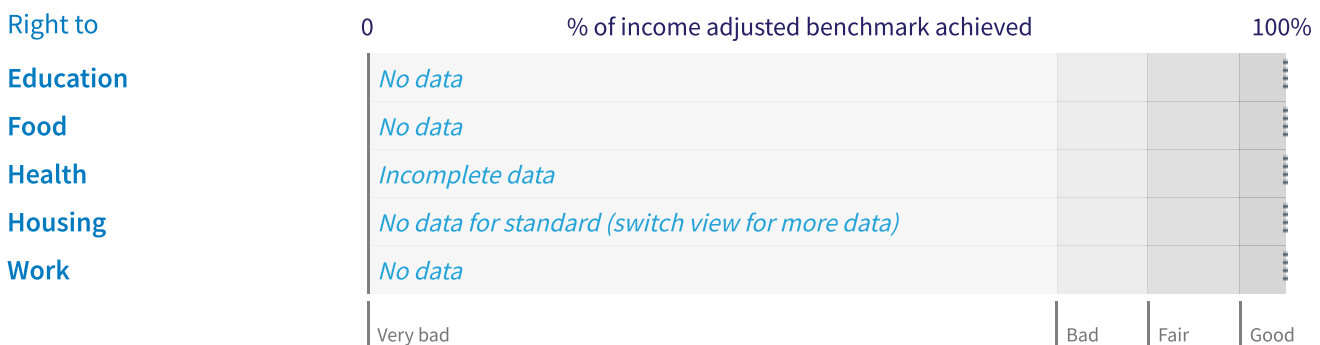 Right to 0 % of income adjusted benchmark achieved 100%
Education No data
Food No data
Health Incomplete data
Housing No data for standard (switch view for more data)
Work No data
Very bad Bad Fair Good